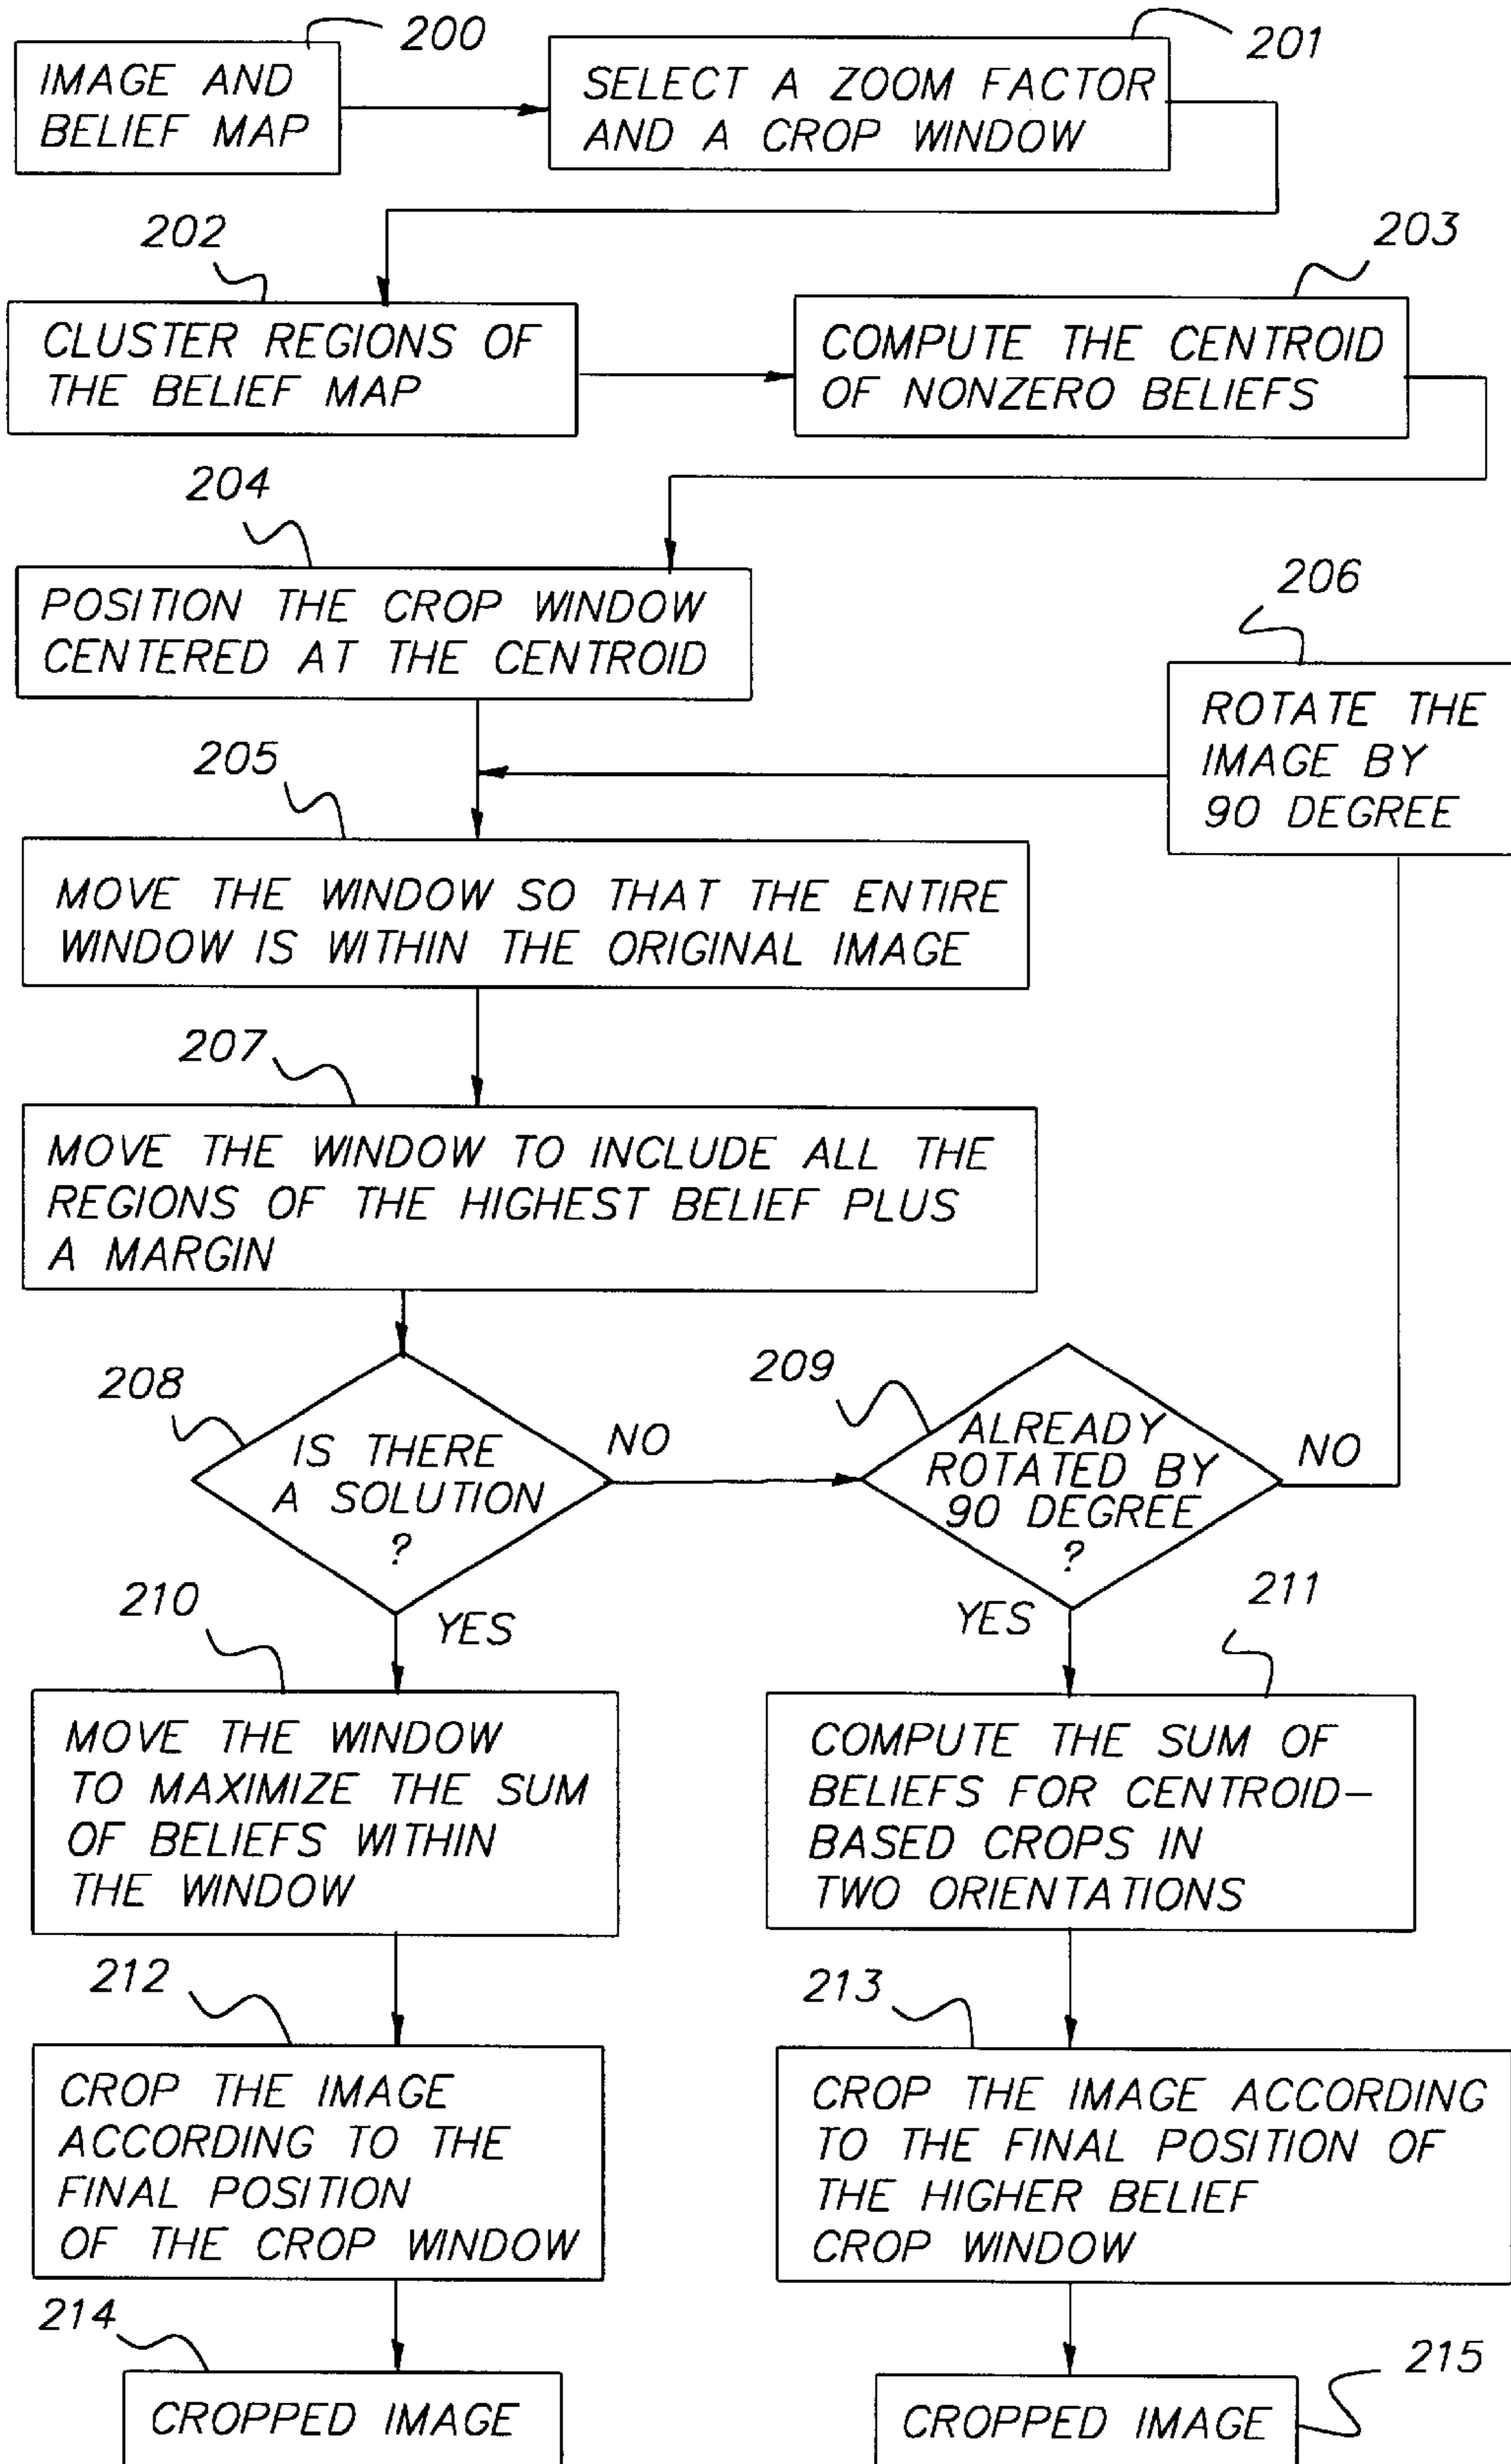 200
IMAGE AND
BELIEF MAP
201
SELECT A ZOOM FACTOR
AND A CROP WINDOW
202
CLUSTER REGIONS OF
THE BELIEF MAP
203
COMPUTE THE CENTROID
OF NONZERO BELIEFS
204
POSITION THE CROP WINDOW
CENTERED AT THE CENTROID
206
ROTATE THE
IMAGE BY
90 DEGREE
205
MOVE THE WINDOW SO THAT THE ENTIRE
WINDOW IS WITHIN THE ORIGINAL IMAGE
207
MOVE THE WINDOW TO INCLUDE ALL THE
REGIONS OF THE HIGHEST BELIEF PLUS
A MARGIN
208
IS THERE
A SOLUTION
?
NO
209
ALREADY
ROTATED BY
90 DEGREE
?
NO
YES
YES
210
MOVE THE WINDOW
TO MAXIMIZE THE SUM
OF BELIEFS WITHIN
THE WINDOW
211
COMPUTE THE SUM OF
BELIEFS FOR CENTROID-
BASED CROPS IN
TWO ORIENTATIONS
212
CROP THE IMAGE
ACCORDING TO THE
FINAL POSITION
OF THE CROP WINDOW
213
CROP THE IMAGE ACCORDING
TO THE FINAL POSITION OF
THE HIGHER BELIEF
CROP WINDOW
214
CROPPED IMAGE
215
CROPPED IMAGE